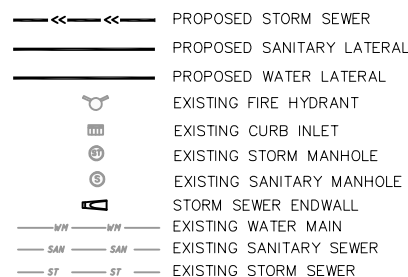 << << PROPOSED STORM SEWER
PROPOSED SANITARY LATERAL
PROPOSED WATER LATERAL
EXISTING FIRE HYDRANT
EXISTING CURB INLET
ST EXISTING STORM MANHOLE
S EXISTING SANITARY MANHOLE
STORM SEWER ENDWALL
WM WM EXISTING WATER MAIN
SAN SAN EXISTING SANITARY SEWER
ST ST EXISTING STORM SEWER